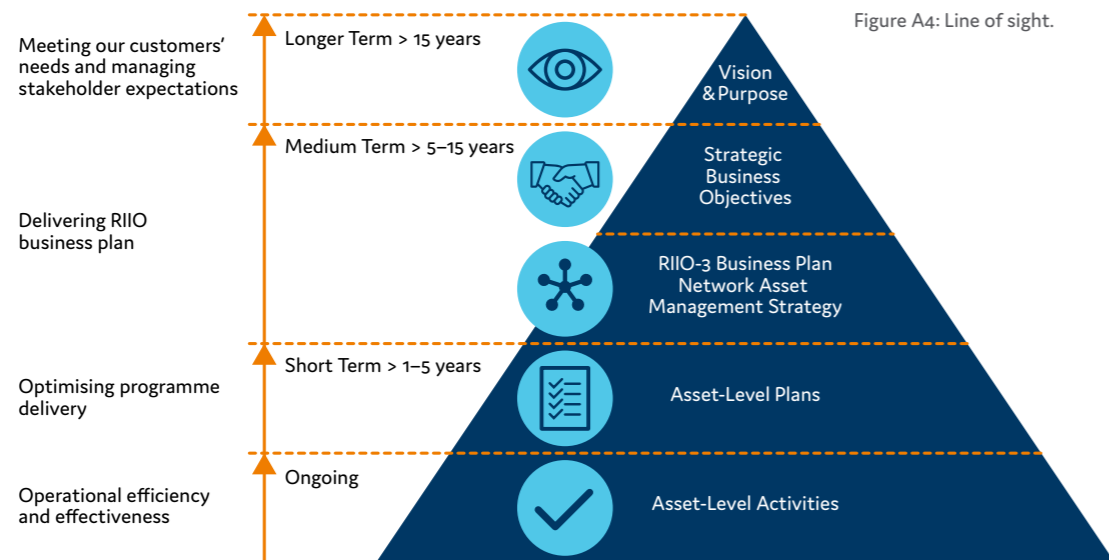 Figure A4: Line of sight.
Meeting our customers’
needs and managing
stakeholder expectations
Longer Term > 15 years
Vision
& Purpose
Delivering RIIO
business plan
Medium Term > 5–15 years
Strategic
Business
Objectives
RIIO-3 Business Plan
Network Asset
Management Strategy
Optimising programme
delivery
Short Term > 1–5 years
Asset-Level Plans
Operational efficiency
and effectiveness
Ongoing
Asset-Level Activities